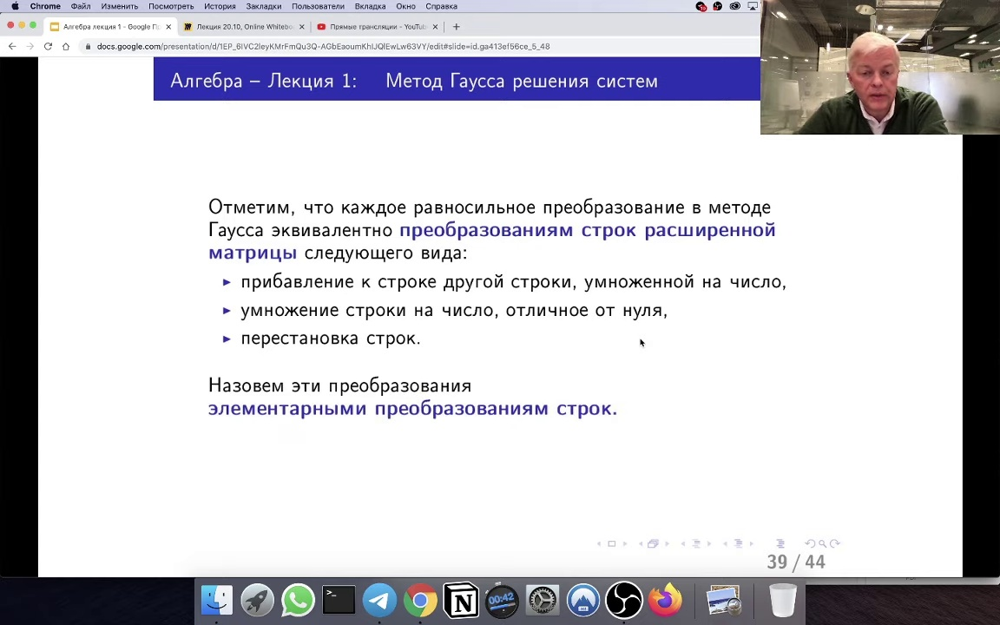 Chrome Файл Изменить Посмотреть История Закладки Пользователи Вкладка Окно Справка
Алгебра лекция 1 - Google П Лекция 20.10, Online Whitebo Прямые трансляции - YouTub
docs.google.com/presentation/d/1EP_6IVC2leyKMrFmQu3Q-AGbEaoumKhIJQlEwLw63VY/edit#slide=id.ga413ef56ce_5_48
Алгебра – Лекция 1: Метод Гаусса решения систем
Отметим, что каждое равносильное преобразование в методе
Гаусса эквивалентно преобразованиям строк расширенной
матрицы следующего вида:
прибавление к строке другой строки, умноженной на число,
умножение строки на число, отличное от нуля,
перестановка строк.
Назовем эти преобразования
элементарными преобразованиям строк.
39 / 44
00:42